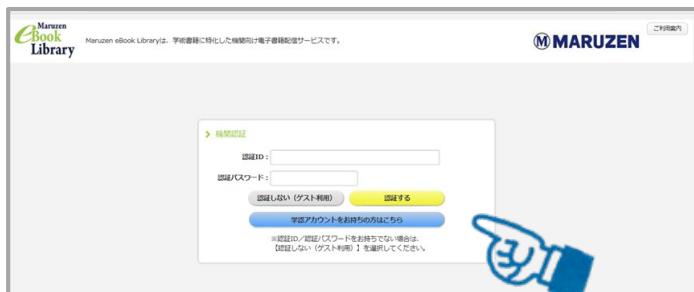 Maruzen
eBook
Library
Maruzen eBook Libraryは、学術書籍に特化した機関向け電子書籍配信サービスです。
MARUZEN
ご利用案内
機関認証
認証ID：
認証パスワード：
認証しない（ゲスト利用）
認証する
学認アカウントをお持ちの方はこちら
※認証ID／認証パスワードをお持ちでない場合は、
【認証しない（ゲスト利用）】を選択してください。